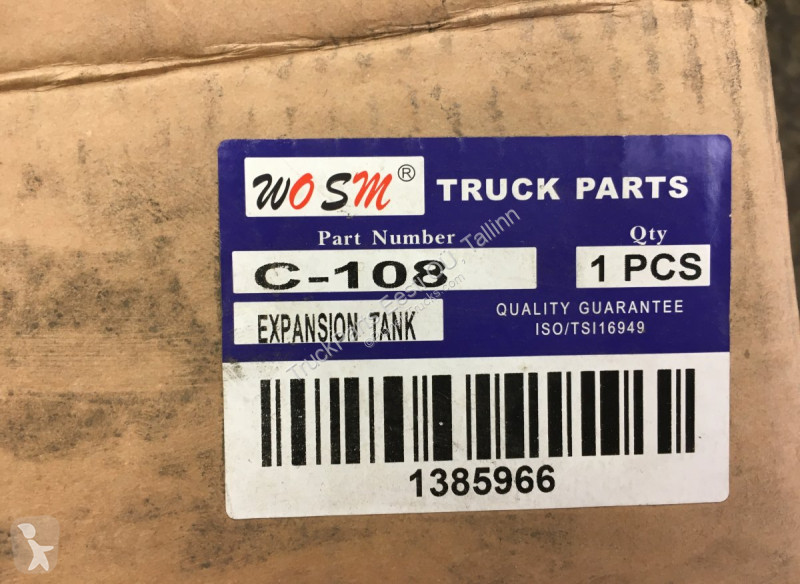 WOSM® TRUCK PARTS
Part Number Qty
C-108 1 PCS
EXPANSION TANK
QUALITY GUARANTEE
ISO/TSI16949
1385966